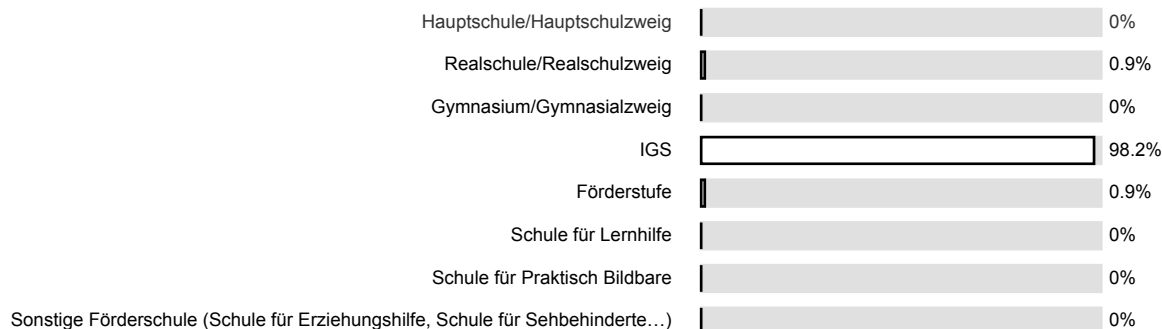 Hauptschule/Hauptschulzweig 0%
Realschule/Realschulzweig 0.9%
Gymnasium/Gymnasialzweig 0%
IGS 98.2%
Förderstufe 0.9%
Schule für Lernhilfe 0%
Schule für Praktisch Bildbare 0%
Sonstige Förderschule (Schule für Erziehungshilfe, Schule für Sehbehinderte…) 0%